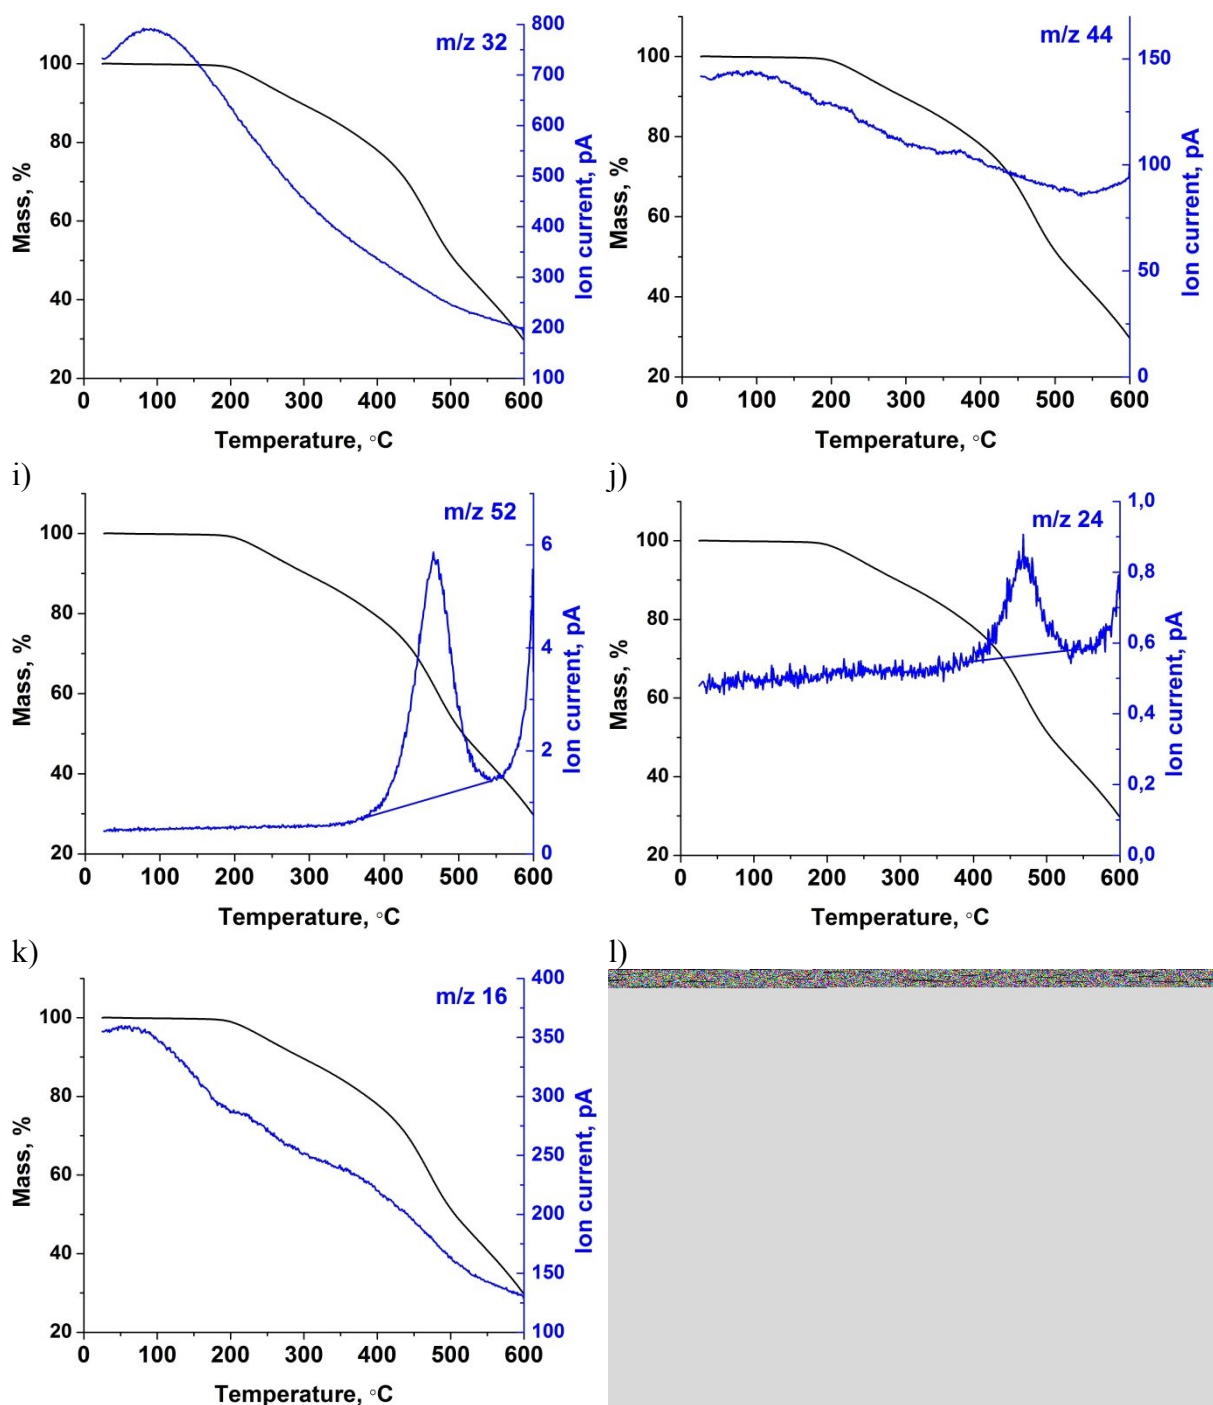 m/z 32
Mass, %
100
80
60
40
20
0 100 200 300 400 500 600
Temperature, °C
800
700
600
500
400
300
200
100
Ion current, pA
m/z 44
Mass, %
100
80
60
40
20
0 100 200 300 400 500 600
Temperature, °C
150
100
50
0
Ion current, pA
i)
m/z 52
Mass, %
100
80
60
40
20
0 100 200 300 400 500 600
Temperature, °C
6
4
2
0
Ion current, pA
j)
m/z 24
Mass, %
100
80
60
40
20
0 100 200 300 400 500 600
Temperature, °C
1,0
0,8
0,6
0,4
0,2
0,0
Ion current, pA
k)
m/z 16
Mass, %
100
80
60
40
20
0 100 200 300 400 500 600
Temperature, °C
400
350
300
250
200
150
100
Ion current, pA
l)